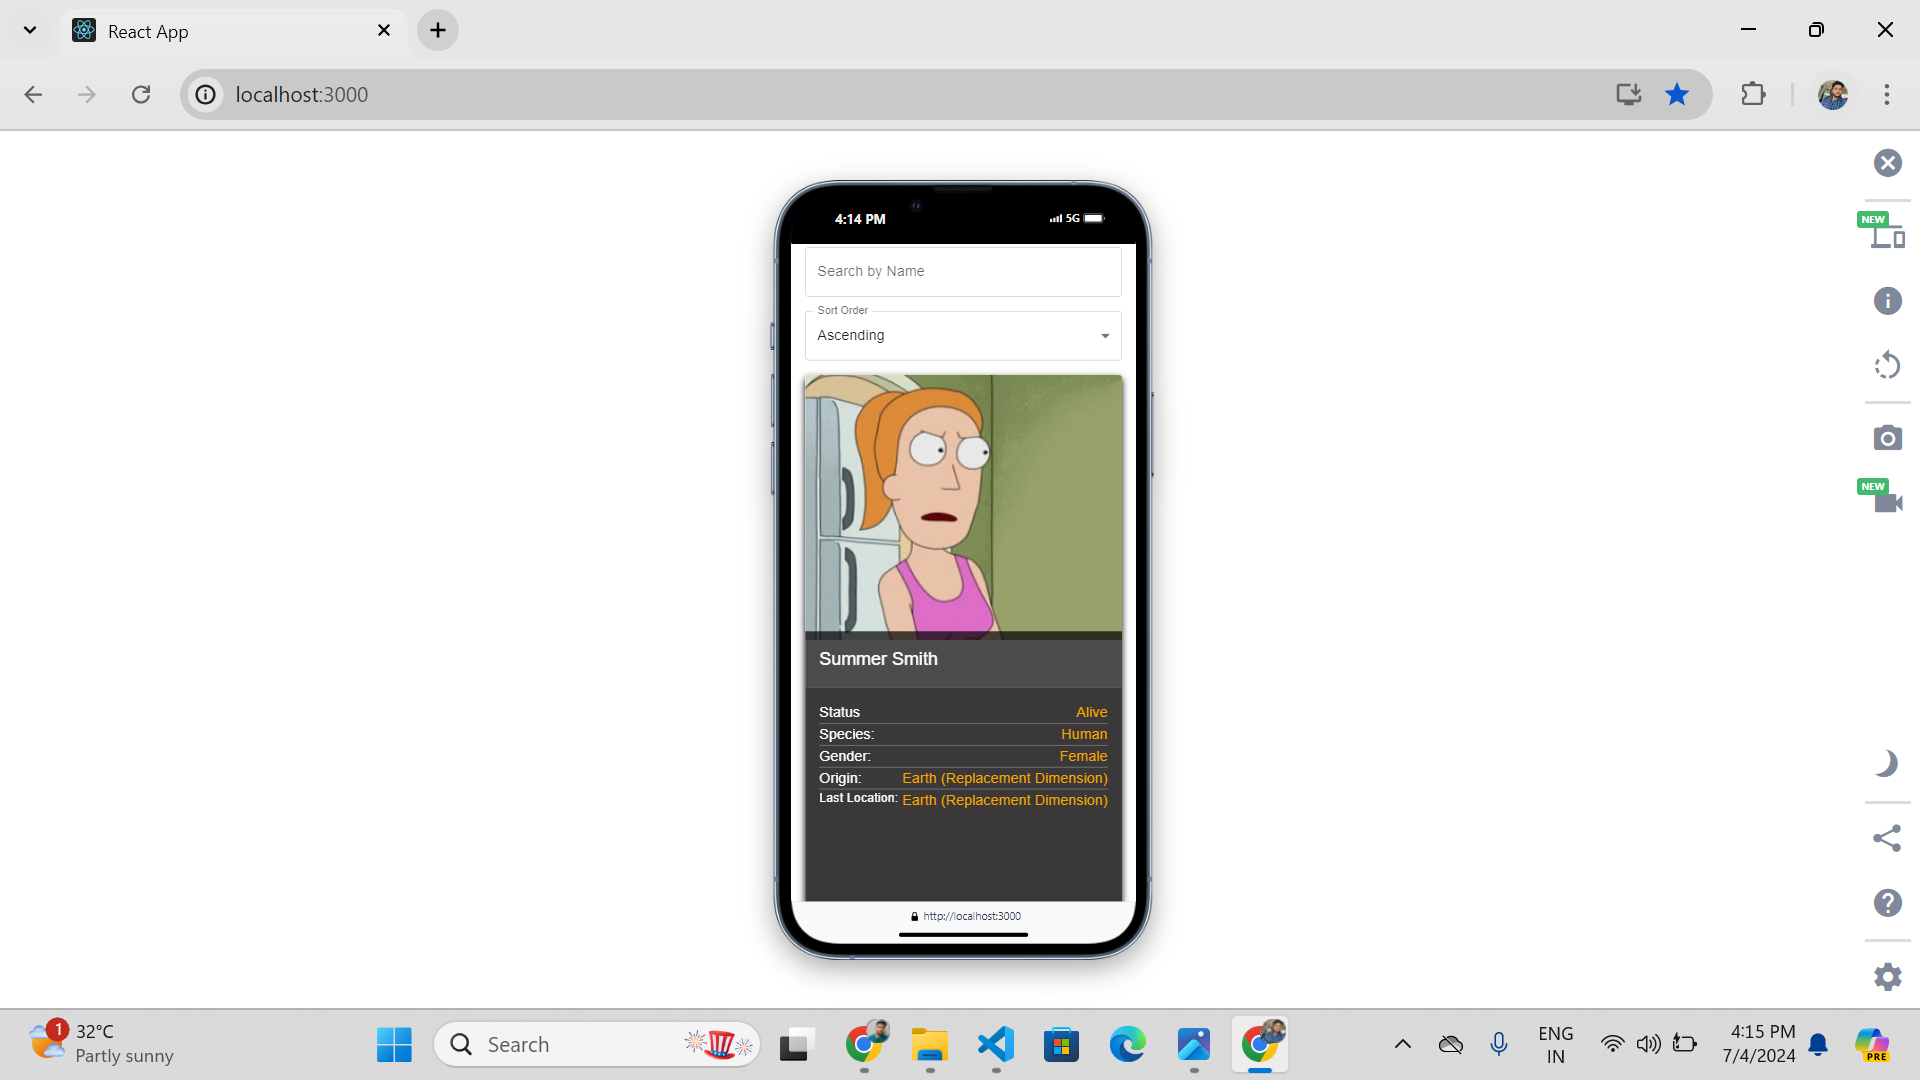 React App
localhost:3000
NEW
NEW
4:14 PM
5G
Search by Name
Sort Order
Ascending
Summer Smith
Status Alive
Species: Human
Gender: Female
Origin: Earth (Replacement Dimension)
Last Location: Earth (Replacement Dimension)
http://localhost:3000
1
32°C
Partly sunny
Search
ENG
IN
4:15 PM
7/4/2024
PRE